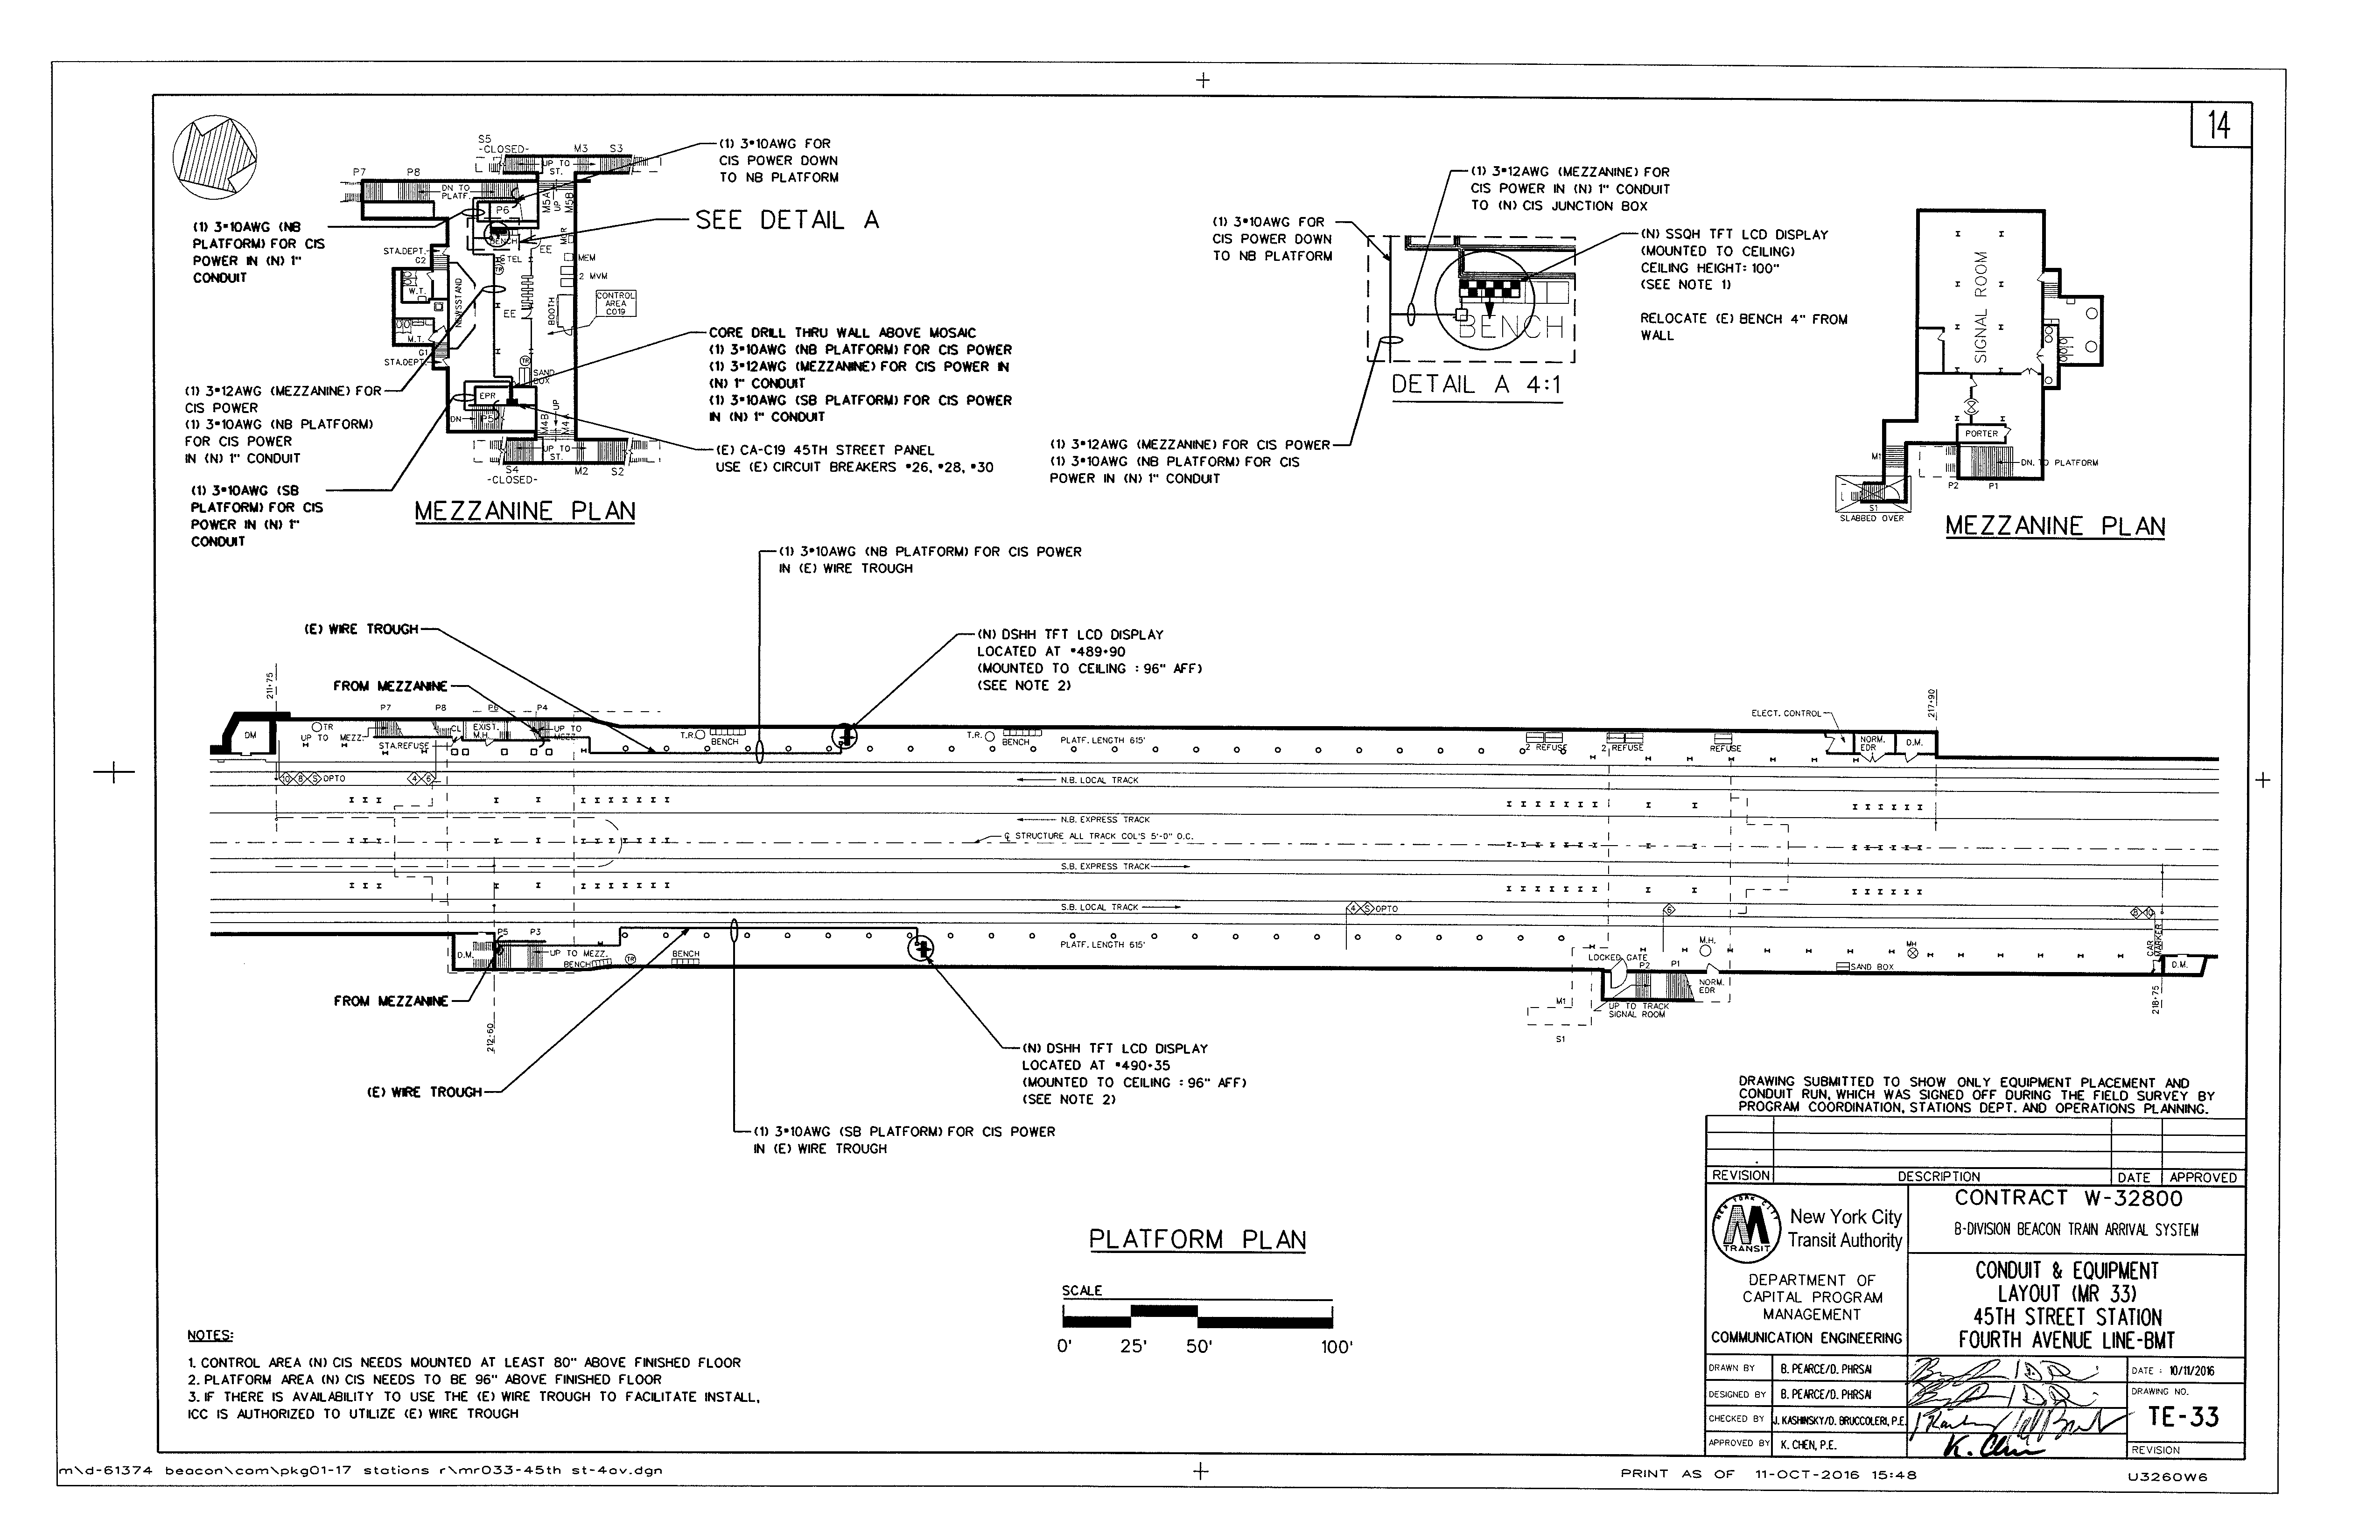 14
S5
-CLOSED-
M3
S3
UP TO
ST.
P7
P8
DN TO
PLATF.
P6
M5A
UP
M5B
BENCH
EE
MEM
2 MVM
TEL
STA.DEPT.
G2
W.T.
NEWSSTAND
EE
BOOTH
CONTROL
AREA
C019
M.T.
G1
STA.DEPT.
TR
SAND
BOX
EPR
DN
P5
M4B
M4A
UP
UP TO
ST.
S4
-CLOSED-
M2
S2
(1) 3#10AWG FOR
CIS POWER DOWN
TO NB PLATFORM
SEE DETAIL A
(1) 3#10AWG (NB
PLATFORM) FOR CIS
POWER IN (N) 1"
CONDUIT
CORE DRILL THRU WALL ABOVE MOSAIC
(1) 3#10AWG (NB PLATFORM) FOR CIS POWER
(1) 3#12AWG (MEZZANINE) FOR CIS POWER IN
(N) 1" CONDUIT
(1) 3#10AWG (SB PLATFORM) FOR CIS POWER
IN (N) 1" CONDUIT
(1) 3#12AWG (MEZZANINE) FOR
CIS POWER
(1) 3#10AWG (NB PLATFORM)
FOR CIS POWER
IN (N) 1" CONDUIT
(E) CA-C19 45TH STREET PANEL
USE (E) CIRCUIT BREAKERS #26, #28, #30
(1) 3#10AWG (SB
PLATFORM) FOR CIS
POWER IN (N) 1"
CONDUIT
MEZZANINE PLAN
(1) 3#12AWG (MEZZANINE) FOR
CIS POWER IN (N) 1" CONDUIT
TO (N) CIS JUNCTION BOX
(1) 3#10AWG FOR
CIS POWER DOWN
TO NB PLATFORM
(N) SSQH TFT LCD DISPLAY
(MOUNTED TO CEILING)
CEILING HEIGHT: 100"
(SEE NOTE 1)
RELOCATE (E) BENCH 4" FROM
WALL
BENCH
DETAIL A 4:1
(1) 3#12AWG (MEZZANINE) FOR CIS POWER
(1) 3#10AWG (NB PLATFORM) FOR CIS
POWER IN (N) 1" CONDUIT
SIGNAL ROOM
PORTER
M1
DN. TO PLATFORM
P2
P1
S1
SLABBED OVER
MEZZANINE PLAN
(1) 3#10AWG (NB PLATFORM) FOR CIS POWER
IN (E) WIRE TROUGH
(E) WIRE TROUGH
(N) DSHH TFT LCD DISPLAY
LOCATED AT #489+90
(MOUNTED TO CEILING : 96" AFF)
(SEE NOTE 2)
FROM MEZZANINE
211+75
217+90
P7
P8
P6
P4
DM
TR
UP TO MEZZ.
STA.REFUSE
CL
EXIST.
M.H.
UP TO
MEZZ.
T.R.
BENCH
T.R.
BENCH
PLATF. LENGTH 615'
2 REFUSE
2 REFUSE
REFUSE
ELECT. CONTROL
NORM.
EDR
D.M.
10 8 S OPTO
4 6
N.B. LOCAL TRACK
N.B. EXPRESS TRACK
℄ STRUCTURE ALL TRACK COL'S 5'-0" O.C.
S.B. EXPRESS TRACK
S.B. LOCAL TRACK
4 S OPTO
6
8 10
PLATF. LENGTH 615'
P5
P3
D.M.
UP TO MEZZ.
BENCH
TR
BENCH
LOCKED GATE
P2
P1
M.H.
MH
NORM.
EDR
SAND BOX
CAR
MARKER
D.M.
M1
UP TO TRACK
SIGNAL ROOM
S1
212+60
218+75
FROM MEZZANINE
(E) WIRE TROUGH
(N) DSHH TFT LCD DISPLAY
LOCATED AT #490+35
(MOUNTED TO CEILING : 96" AFF)
(SEE NOTE 2)
(1) 3#10AWG (SB PLATFORM) FOR CIS POWER
IN (E) WIRE TROUGH
PLATFORM PLAN
SCALE
0' 25' 50' 100'
NOTES:
1. CONTROL AREA (N) CIS NEEDS MOUNTED AT LEAST 80" ABOVE FINISHED FLOOR
2. PLATFORM AREA (N) CIS NEEDS TO BE 96" ABOVE FINISHED FLOOR
3. IF THERE IS AVAILABILITY TO USE THE (E) WIRE TROUGH TO FACILITATE INSTALL,
ICC IS AUTHORIZED TO UTILIZE (E) WIRE TROUGH
DRAWING SUBMITTED TO SHOW ONLY EQUIPMENT PLACEMENT AND
CONDUIT RUN, WHICH WAS SIGNED OFF DURING THE FIELD SURVEY BY
PROGRAM COORDINATION, STATIONS DEPT. AND OPERATIONS PLANNING.
REVISION DESCRIPTION DATE APPROVED
NEW YORK CITY
TRANSIT
New York City
Transit Authority
DEPARTMENT OF
CAPITAL PROGRAM
MANAGEMENT
COMMUNICATION ENGINEERING
CONTRACT W-32800
B-DIVISION BEACON TRAIN ARRIVAL SYSTEM
CONDUIT & EQUIPMENT
LAYOUT (MR 33)
45TH STREET STATION
FOURTH AVENUE LINE-BMT
DRAWN BY B. PEARCE/D. PHRSAI
DESIGNED BY B. PEARCE/D. PHRSAI
CHECKED BY J. KASHINSKY/D. BRUCCOLERI, P.E.
APPROVED BY K. CHEN, P.E.
K. Chen
DATE : 10/11/2016
DRAWING NO.
TE-33
REVISION
m\d-61374 beacon\cam\pkg01-17 stations r\mr033-45th st-4av.dgn
PRINT AS OF 11-OCT-2016 15:48
U3260W6